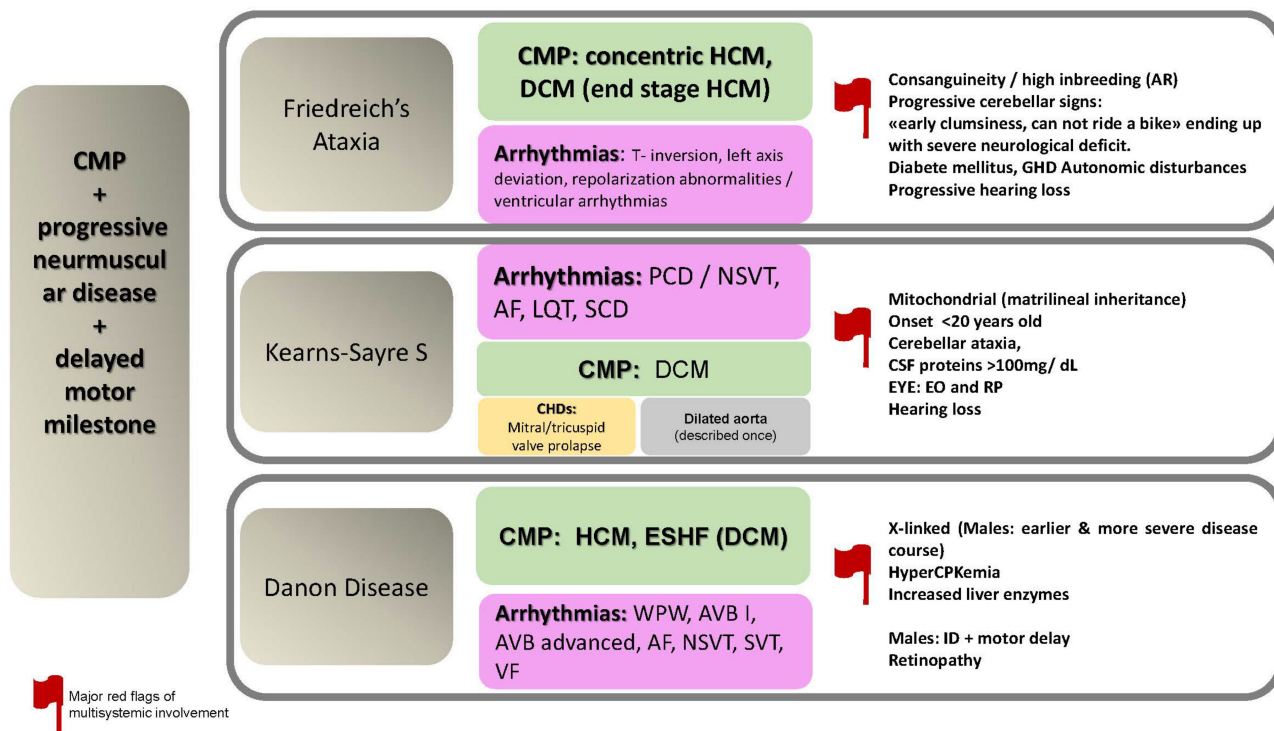 CMP
+
progressive
neurmuscul
ar disease
+
delayed
motor
milestone
Friedreich's
Ataxia
CMP: concentric HCM,
DCM (end stage HCM)
Arrhythmias: T- inversion, left axis
deviation, repolarization abnormalities /
ventricular arrhythmias
Consanguineity / high inbreeding (AR)
Progressive cerebellar signs:
«early clumsiness, can not ride a bike» ending up
with severe neurological deficit.
Diabete mellitus, GHD Autonomic disturbances
Progressive hearing loss
Kearns-Sayre S
Arrhythmias: PCD / NSVT,
AF, LQT, SCD
CMP: DCM
CHDs:
Mitral/tricuspid
valve prolapse
Dilated aorta
(described once)
Mitochondrial (matrilineal inheritance)
Onset <20 years old
Cerebellar ataxia,
CSF proteins >100mg/ dL
EYE: EO and RP
Hearing loss
Danon Disease
CMP: HCM, ESHF (DCM)
Arrhythmias: WPW, AVB I,
AVB advanced, AF, NSVT, SVT,
VF
X-linked (Males: earlier & more severe disease
course)
HyperCPKemia
Increased liver enzymes
Males: ID + motor delay
Retinopathy
Major red flags of
multisystemic involvement